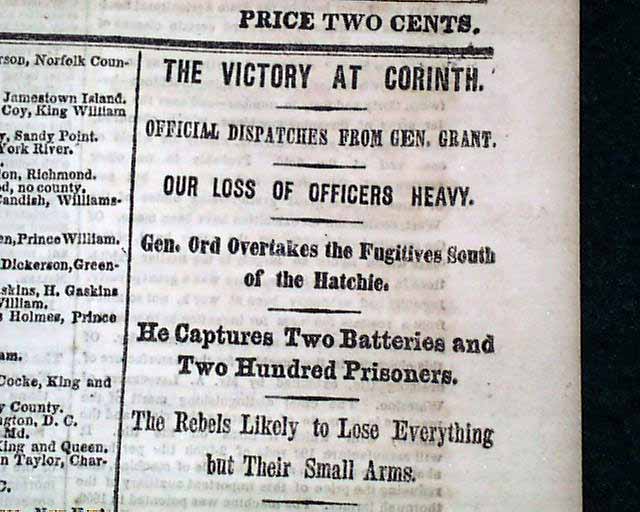 PRICE TWO CENTS.
rson, Norfolk Coun-
Jamestown Island.
Coy, King William
, Sandy Point.
ork River.
on, Richmond.
d, no county.
andish, Williams-
en, Prince William.
Dickerson, Green-
skins, H. Gaskins
illiam.
s Holmes, Prince
am.
Cocke, King and
y County.
ngton, D. C.
Md.
King and Queen.
n Taylor, Char-
C.
THE VICTORY AT CORINTH.
OFFICIAL DISPATCHES FROM GEN. GRANT.
OUR LOSS OF OFFICERS HEAVY.
Gen. Ord Overtakes the Fugitives South
of the Hatchie.
He Captures Two Batteries and
Two Hundred Prisoners.
The Rebels Likely to Lose Everything
but Their Small Arms.